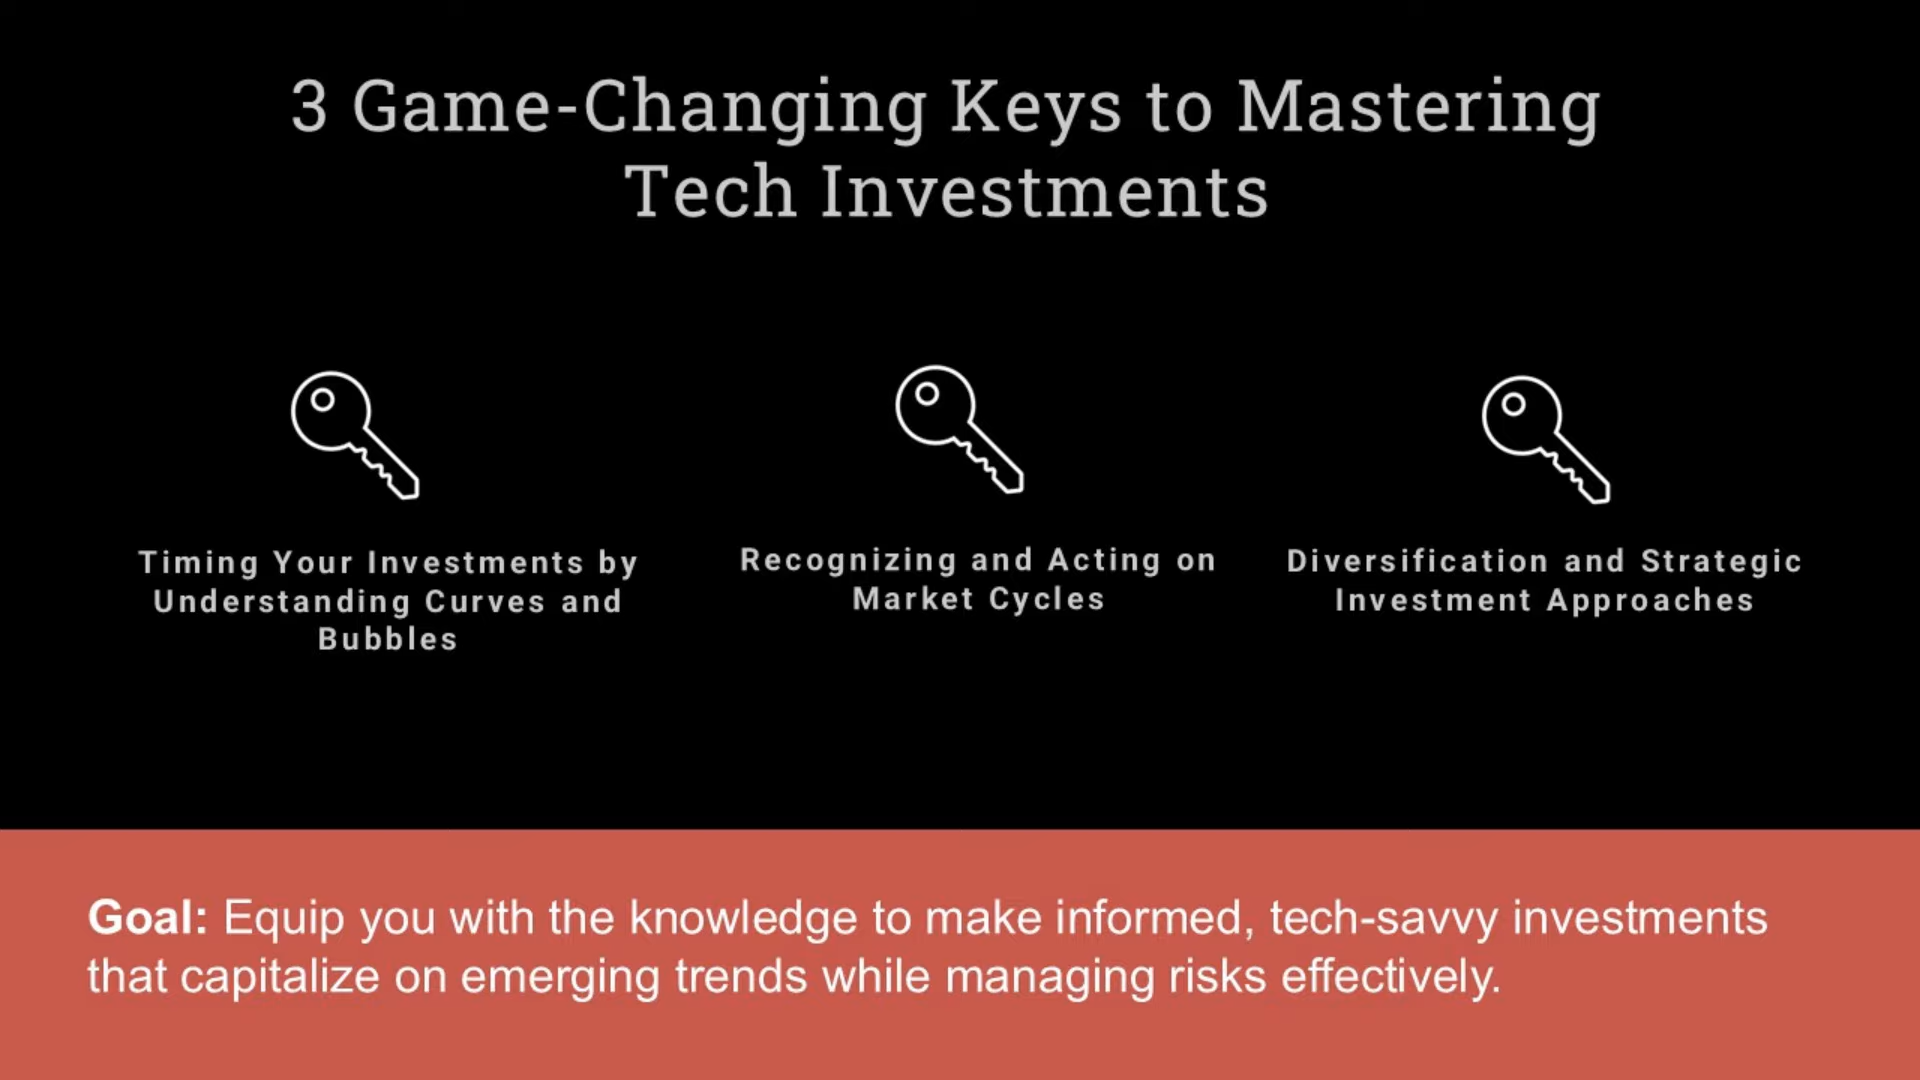 3 Game-Changing Keys to Mastering
Tech Investments
Timing Your Investments by
Understanding Curves and
Bubbles
Recognizing and Acting on
Market Cycles
Diversification and Strategic
Investment Approaches
Goal: Equip you with the knowledge to make informed, tech-savvy investments
that capitalize on emerging trends while managing risks effectively.